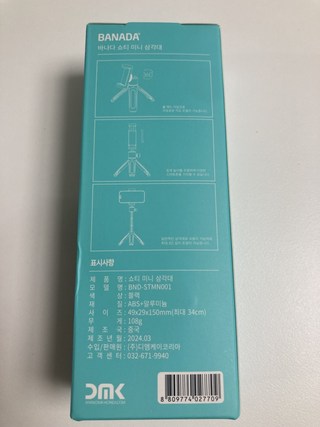 BANADA
바나다 쇼티 미니 삼각대
표시사항
제 품 명 : 쇼티 미니 삼각대
모 델 명 : BND-STMN001
색 상 : 블랙
재 질 : ABS+알루미늄
사 이 즈 : 49x29x150mm(최대 34cm)
무 게 : 108g
제 조 국 : 중국
제 조 년 월 : 2024.03
수입/판매원 : (주)디엠케이코리아
고 객 센 터 : 032-671-9940
DMK
8 809774 027709